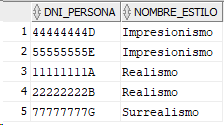 DNI_PERSONA NOMBRE_ESTILO
1 44444444D Impresionismo
2 55555555E Impresionismo
3 11111111A Realismo
4 22222222B Realismo
5 77777777G Surrealismo